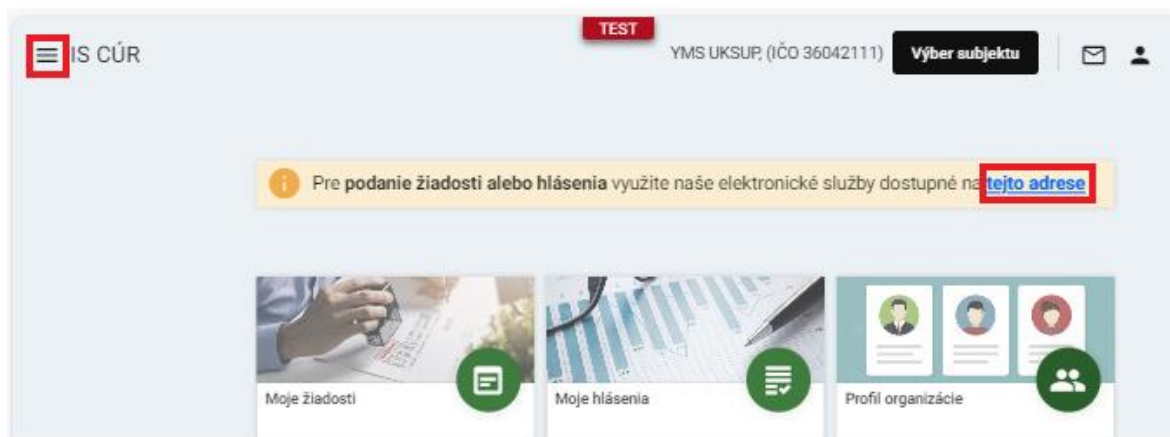 TEST
IS CÚR
YMS UKSUP, (IČO 36042111)
Výber subjektu
Pre podanie žiadosti alebo hlásenia využite naše elektronické služby dostupné na tejto adrese
Moje žiadosti
Moje hlásenia
Profil organizácie